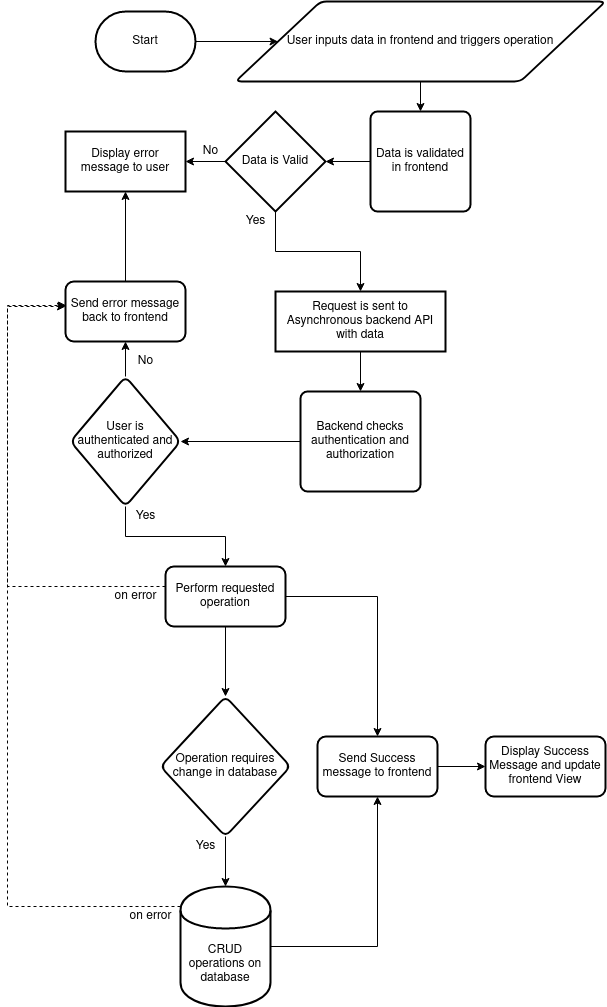 Start
User inputs data in frontend and triggers operation
Display error
message to user
No
Data is Valid
Data is validated
in frontend
Yes
Send error message
back to frontend
Request is sent to
Asynchronous backend API
with data
No
User is
authenticated and
authorized
Backend checks
authentication and
authorization
Yes
on error
Perform requested
operation
Operation requires
change in database
Send Success
message to frontend
Display Success
Message and update
frontend View
Yes
on error
CRUD
operations on
database